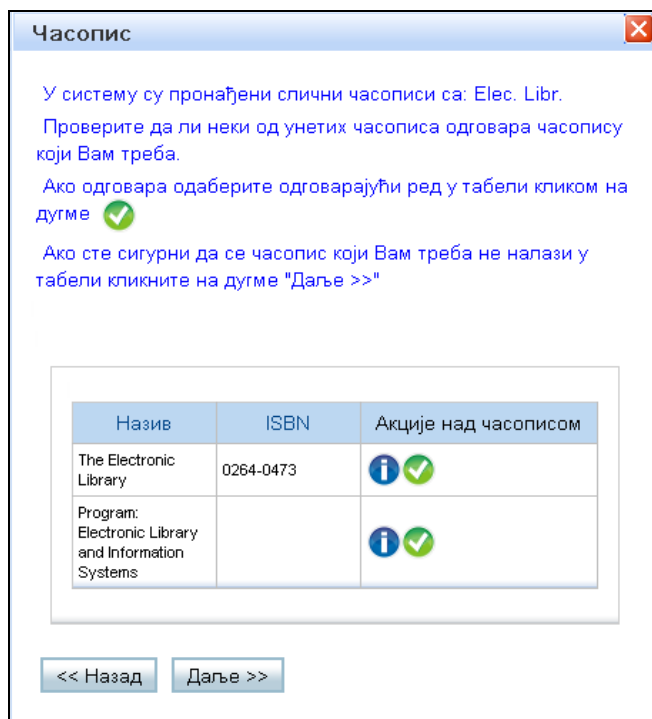 Часопис
У систему су пронађени слични часописи са: Elec. Libr.
Проверите да ли неки од унетих часописа одговара часопису
који Вам треба.
Ако одговара одаберите одговарајући ред у табели кликом на
дугме
Ако сте сигурни да се часопис који Вам треба не налази у
табели кликните на дугме "Даље >>"
Назив ISBN Акције над часописом
The Electronic
Library
0264-0473
Program:
Electronic Library
and Information
Systems
<< Назад Даље >>